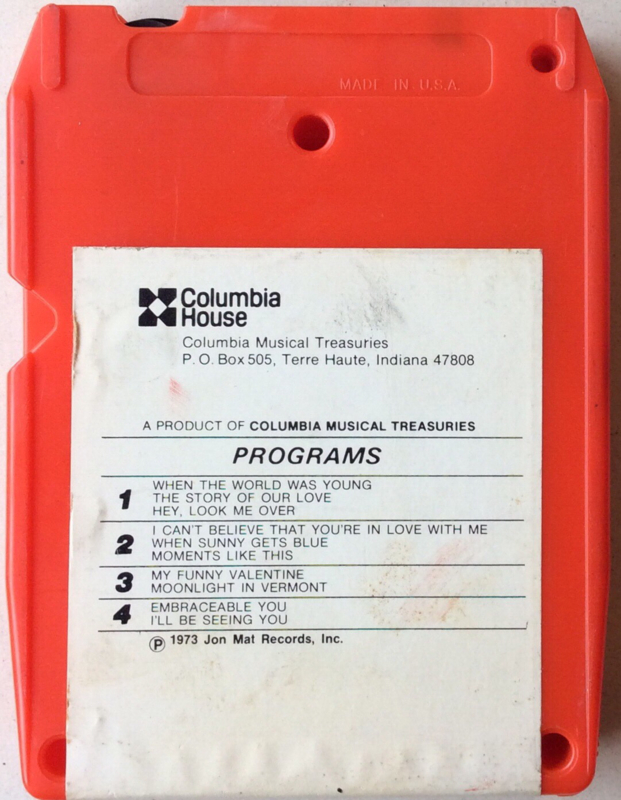 MADE IN U.S.A.
Columbia
House
Columbia Musical Treasuries
P. O. Box 505, Terre Haute, Indiana 47808
A PRODUCT OF COLUMBIA MUSICAL TREASURIES
PROGRAMS
1
WHEN THE WORLD WAS YOUNG
THE STORY OF OUR LOVE
HEY, LOOK ME OVER
2
I CAN'T BELIEVE THAT YOU'RE IN LOVE WITH ME
WHEN SUNNY GETS BLUE
MOMENTS LIKE THIS
3
MY FUNNY VALENTINE
MOONLIGHT IN VERMONT
4
EMBRACEABLE YOU
I'LL BE SEEING YOU
℗ 1973 Jon Mat Records, Inc.